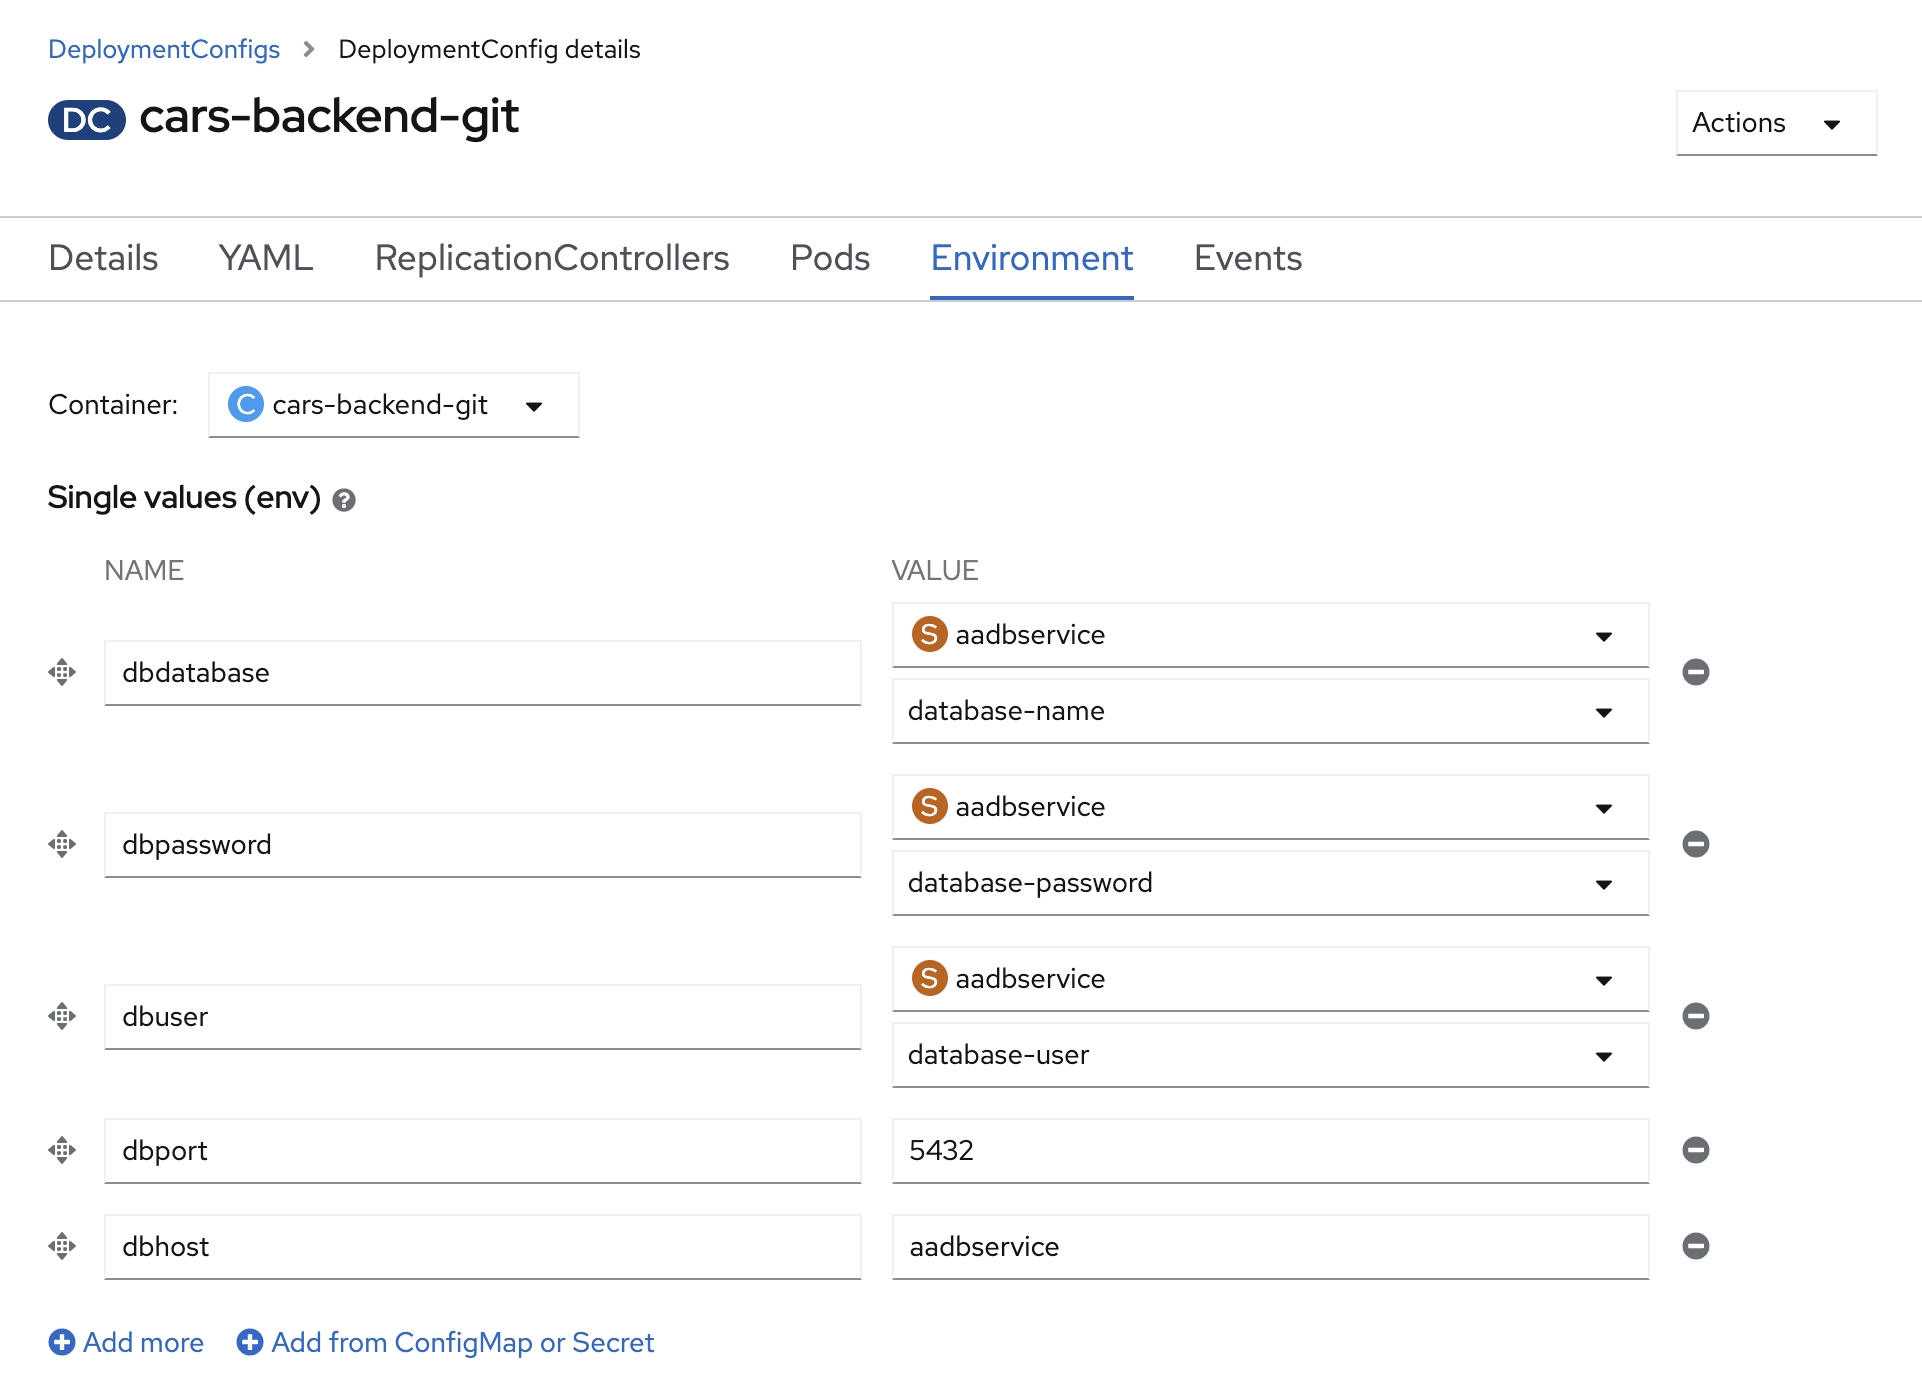 DeploymentConfigs > DeploymentConfig details
DC cars-backend-git
Actions
Details YAML ReplicationControllers Pods Environment Events
Container: C cars-backend-git
Single values (env) ?
NAME VALUE
dbdatabase
S aadbservice
database-name
dbpassword
S aadbservice
database-password
dbuser
S aadbservice
database-user
dbport 5432
dbhost aadbservice
Add more Add from ConfigMap or Secret